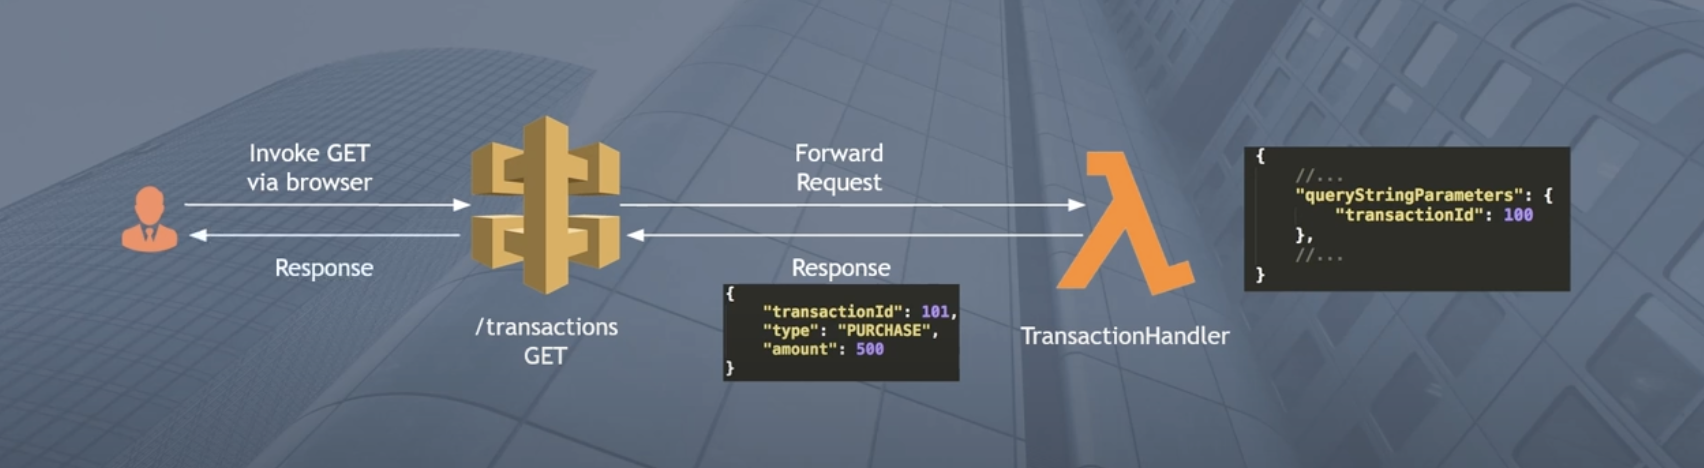 Invoke GET
via browser
Response
/transactions
GET
Forward
Request
Response
{
"transactionId": 101,
"type": "PURCHASE",
"amount": 500
}
TransactionHandler
{
//...
"queryStringParameters": {
"transactionId": 100
},
//...
}